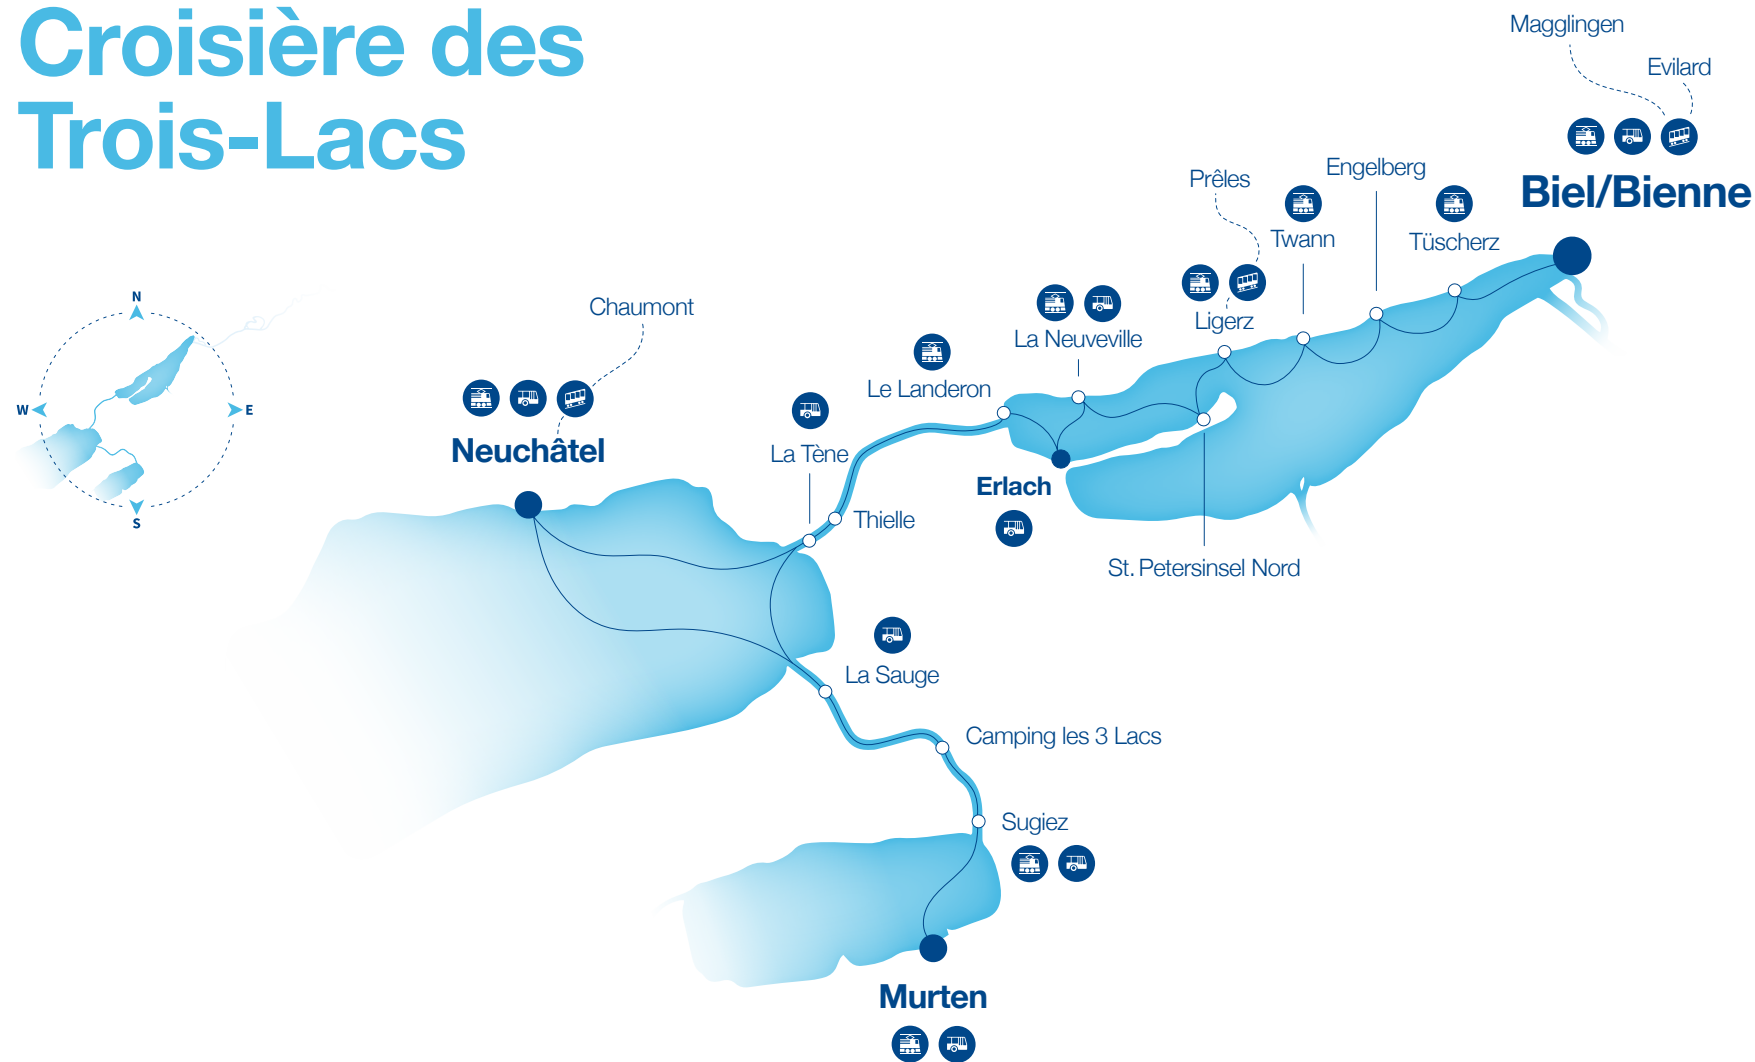 Croisière des
Trois-Lacs
Magglingen
Evilard
Biel/Bienne
Engelberg
Prêles
Twann
Tüscherz
N
W
E
S
Chaumont
Ligerz
La Neuveville
Le Landeron
Neuchâtel
La Tène
Erlach
Thielle
St. Petersinsel Nord
La Sauge
Camping les 3 Lacs
Sugiez
Murten